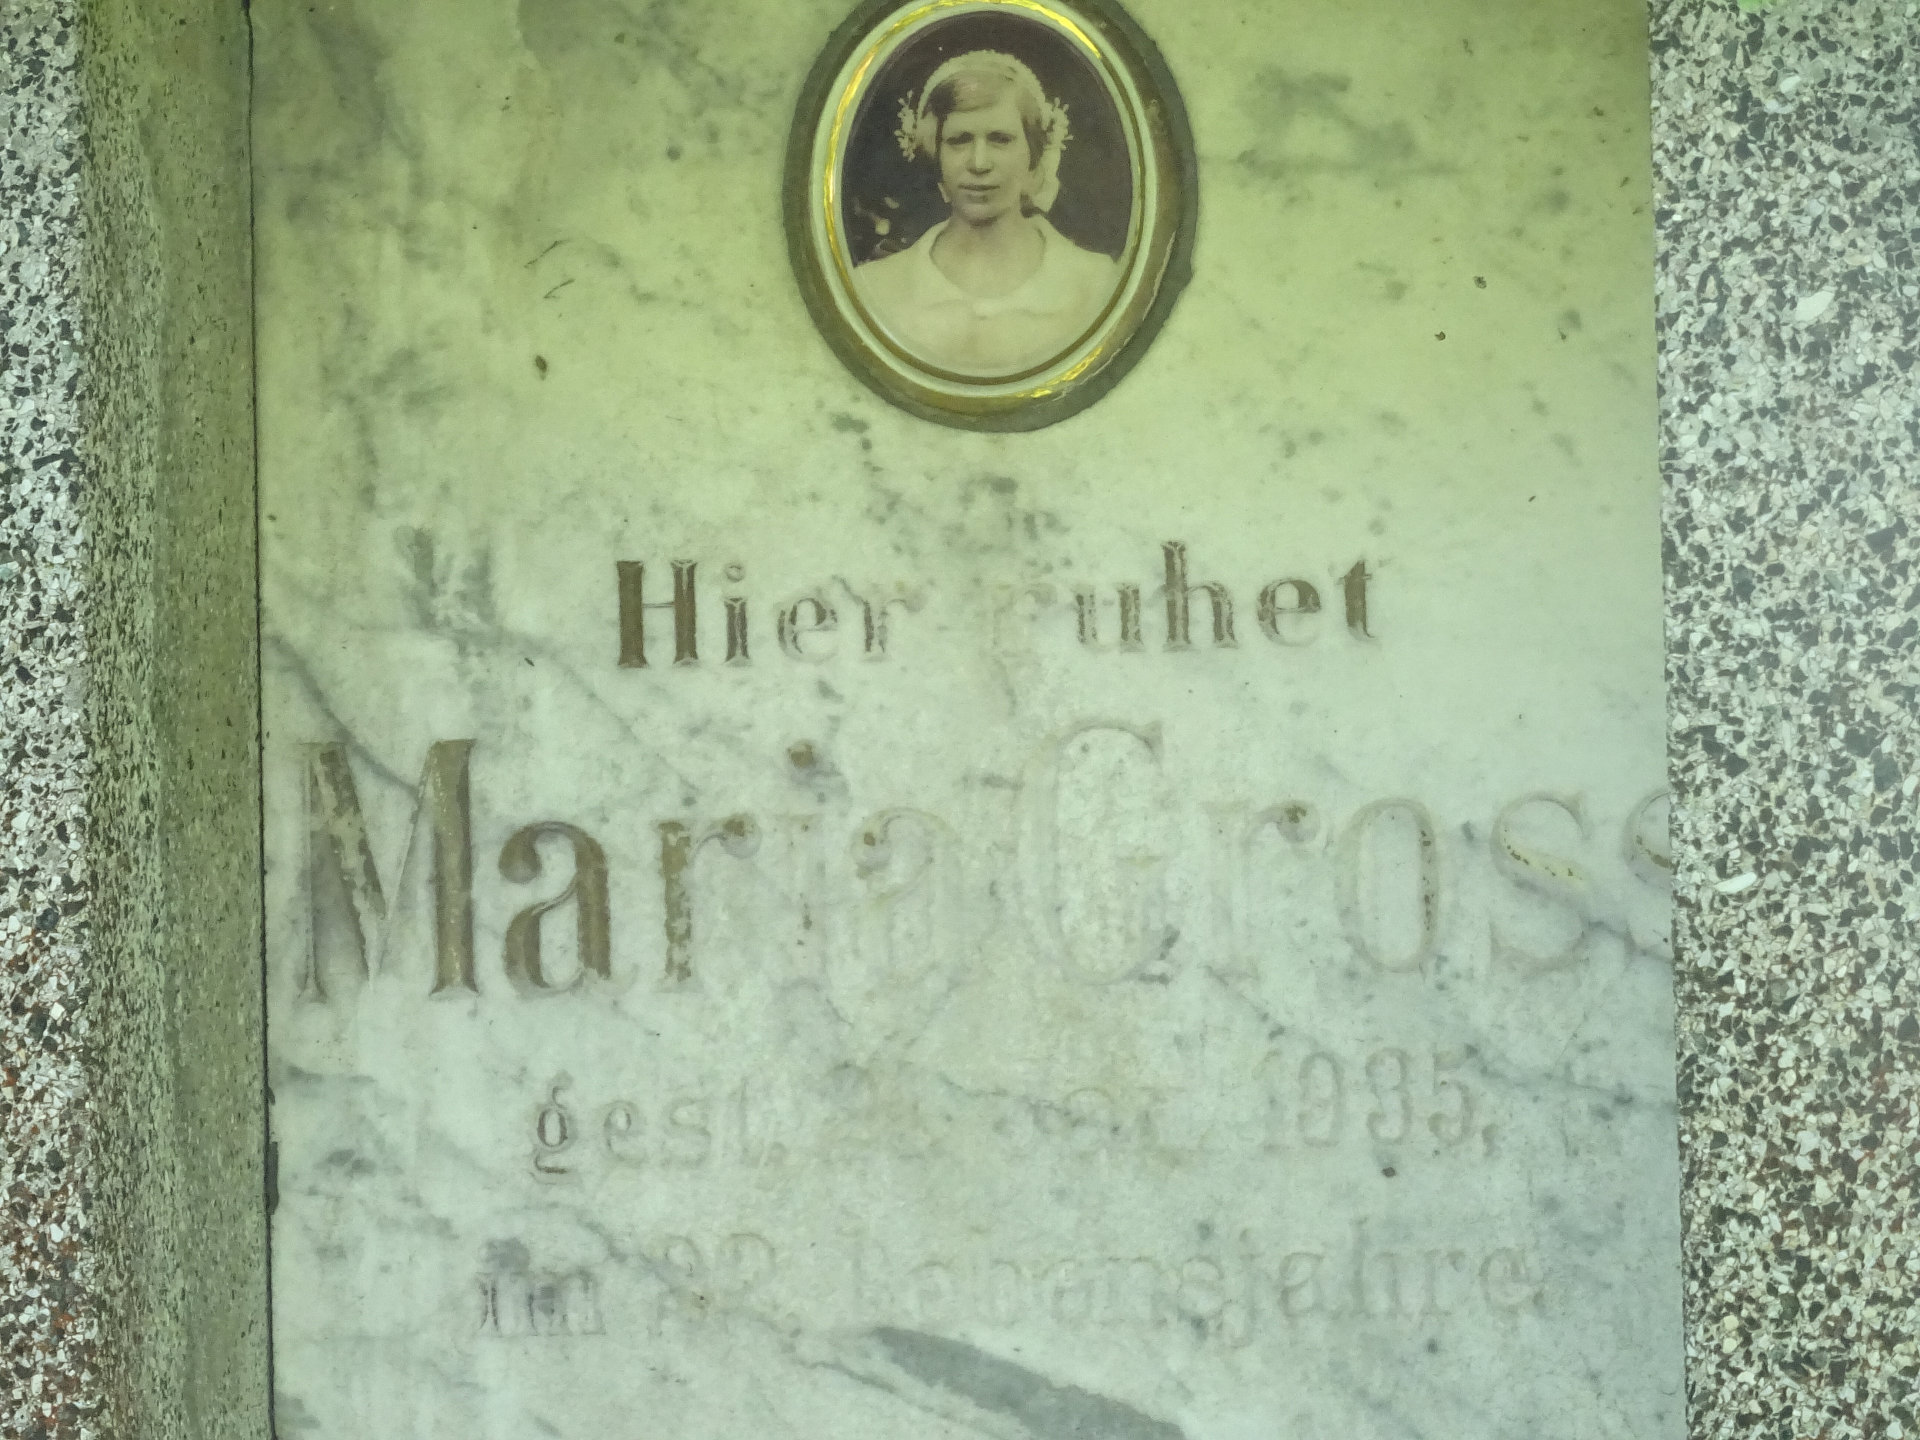 Hier ruhet
Maria Gross
gest. 1935.
im Lebensjahre